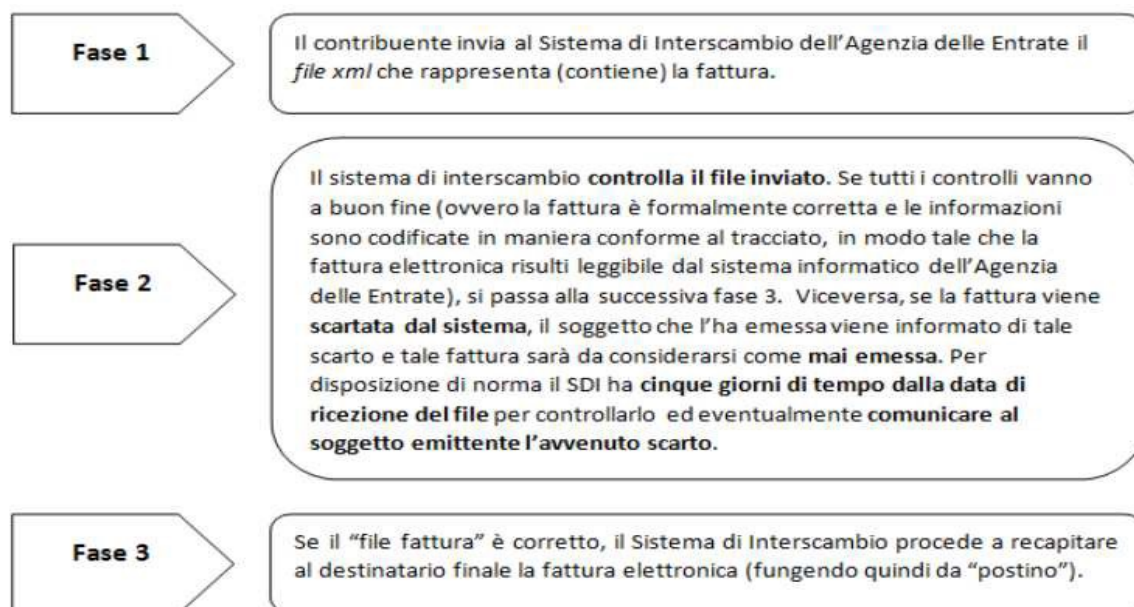 Fase 1
Il contribuente invia al Sistema di Interscambio dell'Agenzia delle Entrate il
file xml che rappresenta (contiene) la fattura.
Fase 2
Il sistema di interscambio controlla il file inviato. Se tutti i controlli vanno
a buon fine (ovvero la fattura è formalmente corretta e le informazioni
sono codificate in maniera conforme al tracciato, in modo tale che la
fattura elettronica risulti leggibile dal sistema informatico dell'Agenzia
delle Entrate), si passa alla successiva fase 3. Viceversa, se la fattura viene
scartata dal sistema, il soggetto che l'ha emessa viene informato di tale
scarto e tale fattura sarà da considerarsi come mai emessa. Per
disposizione di norma il SDI ha cinque giorni di tempo dalla data di
ricezione del file per controllarlo ed eventualmente comunicare al
soggetto emittente l'avvenuto scarto.
Fase 3
Se il "file fattura" è corretto, il Sistema di Interscambio procede a recapitare
al destinatario finale la fattura elettronica (fungendo quindi da "postino").